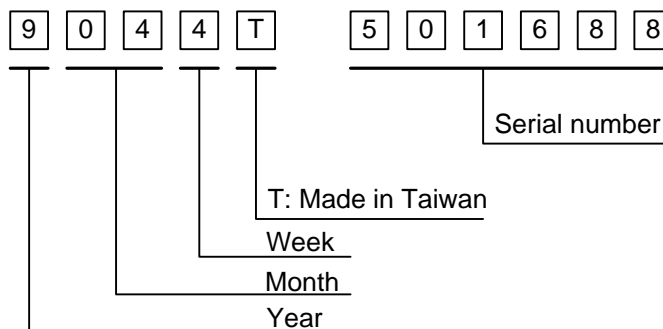 9 0 4 4 T 5 0 1 6 8 8
Serial number
T: Made in Taiwan
Week
Month
Year